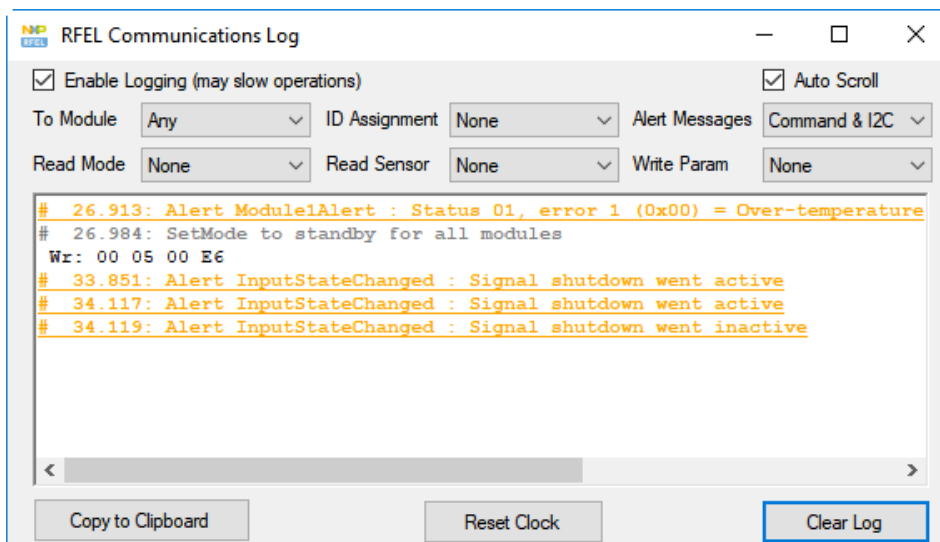 NXP RFEL RFEL Communications Log
Enable Logging (may slow operations) Auto Scroll
To Module Any ID Assignment None Alert Messages Command & I2C
Read Mode None Read Sensor None Write Param None
#  26.913: Alert Module1Alert : Status 01, error 1 (0x00) = Over-temperature
#  26.984: SetMode to standby for all modules
Wr: 00 05 00 E6
#  33.851: Alert InputStateChanged : Signal shutdown went active
#  34.117: Alert InputStateChanged : Signal shutdown went active
#  34.119: Alert InputStateChanged : Signal shutdown went inactive
Copy to Clipboard Reset Clock Clear Log